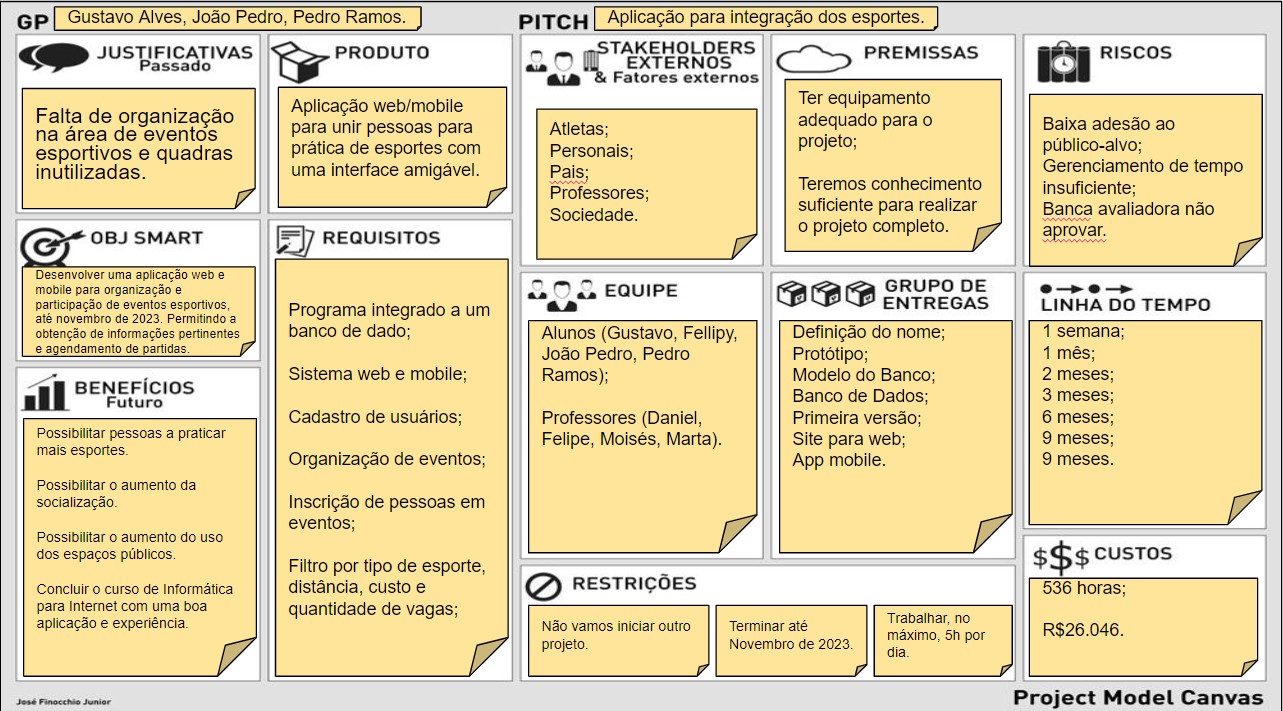 GP
Gustavo Alves, João Pedro, Pedro Ramos.
PITCH
Aplicação para integração dos esportes.
JUSTIFICATIVAS
Passado
Falta de organização
na área de eventos
esportivos e quadras
inutilizadas.
PRODUTO
Aplicação web/mobile
para unir pessoas para
prática de esportes com
uma interface amigável.
STAKEHOLDERS
EXTERNOS
& Fatores externos
Atletas;
Personais;
Pais;
Professores;
Sociedade.
PREMISSAS
Ter equipamento
adequado para o
projeto;
Teremos conhecimento
suficiente para realizar
o projeto completo.
RISCOS
Baixa adesão ao
público-alvo;
Gerenciamento de tempo
insuficiente;
Banca avaliadora não
aprovar.
OBJ SMART
Desenvolver uma aplicação web e
mobile para organização e
participação de eventos esportivos,
até novembro de 2023. Permitindo a
obtenção de informações pertinentes
e agendamento de partidas.
REQUISITOS
Programa integrado a um
banco de dado;
Sistema web e mobile;
Cadastro de usuários;
Organização de eventos;
Inscrição de pessoas em
eventos;
Filtro por tipo de esporte,
distância, custo e
quantidade de vagas;
EQUIPE
Alunos (Gustavo, Fellipy,
João Pedro, Pedro
Ramos);
Professores (Daniel,
Felipe, Moisés, Marta).
GRUPO DE
ENTREGAS
Definição do nome;
Protótipo;
Modelo do Banco;
Banco de Dados;
Primeira versão;
Site para web;
App mobile.
LINHA DO TEMPO
1 semana;
1 mês;
2 meses;
3 meses;
6 meses;
9 meses;
9 meses.
BENEFÍCIOS
Futuro
Possibilitar pessoas a praticar
mais esportes.
Possibilitar o aumento da
socialização.
Possibilitar o aumento do uso
dos espaços públicos.
Concluir o curso de Informática
para Internet com uma boa
aplicação e experiência.
RESTRIÇÕES
Não vamos iniciar outro
projeto.
Terminar até
Novembro de 2023.
Trabalhar, no
máximo, 5h por
dia.
$$$ CUSTOS
536 horas;
R$26.046.
José Finocchio Junior
Project Model Canvas